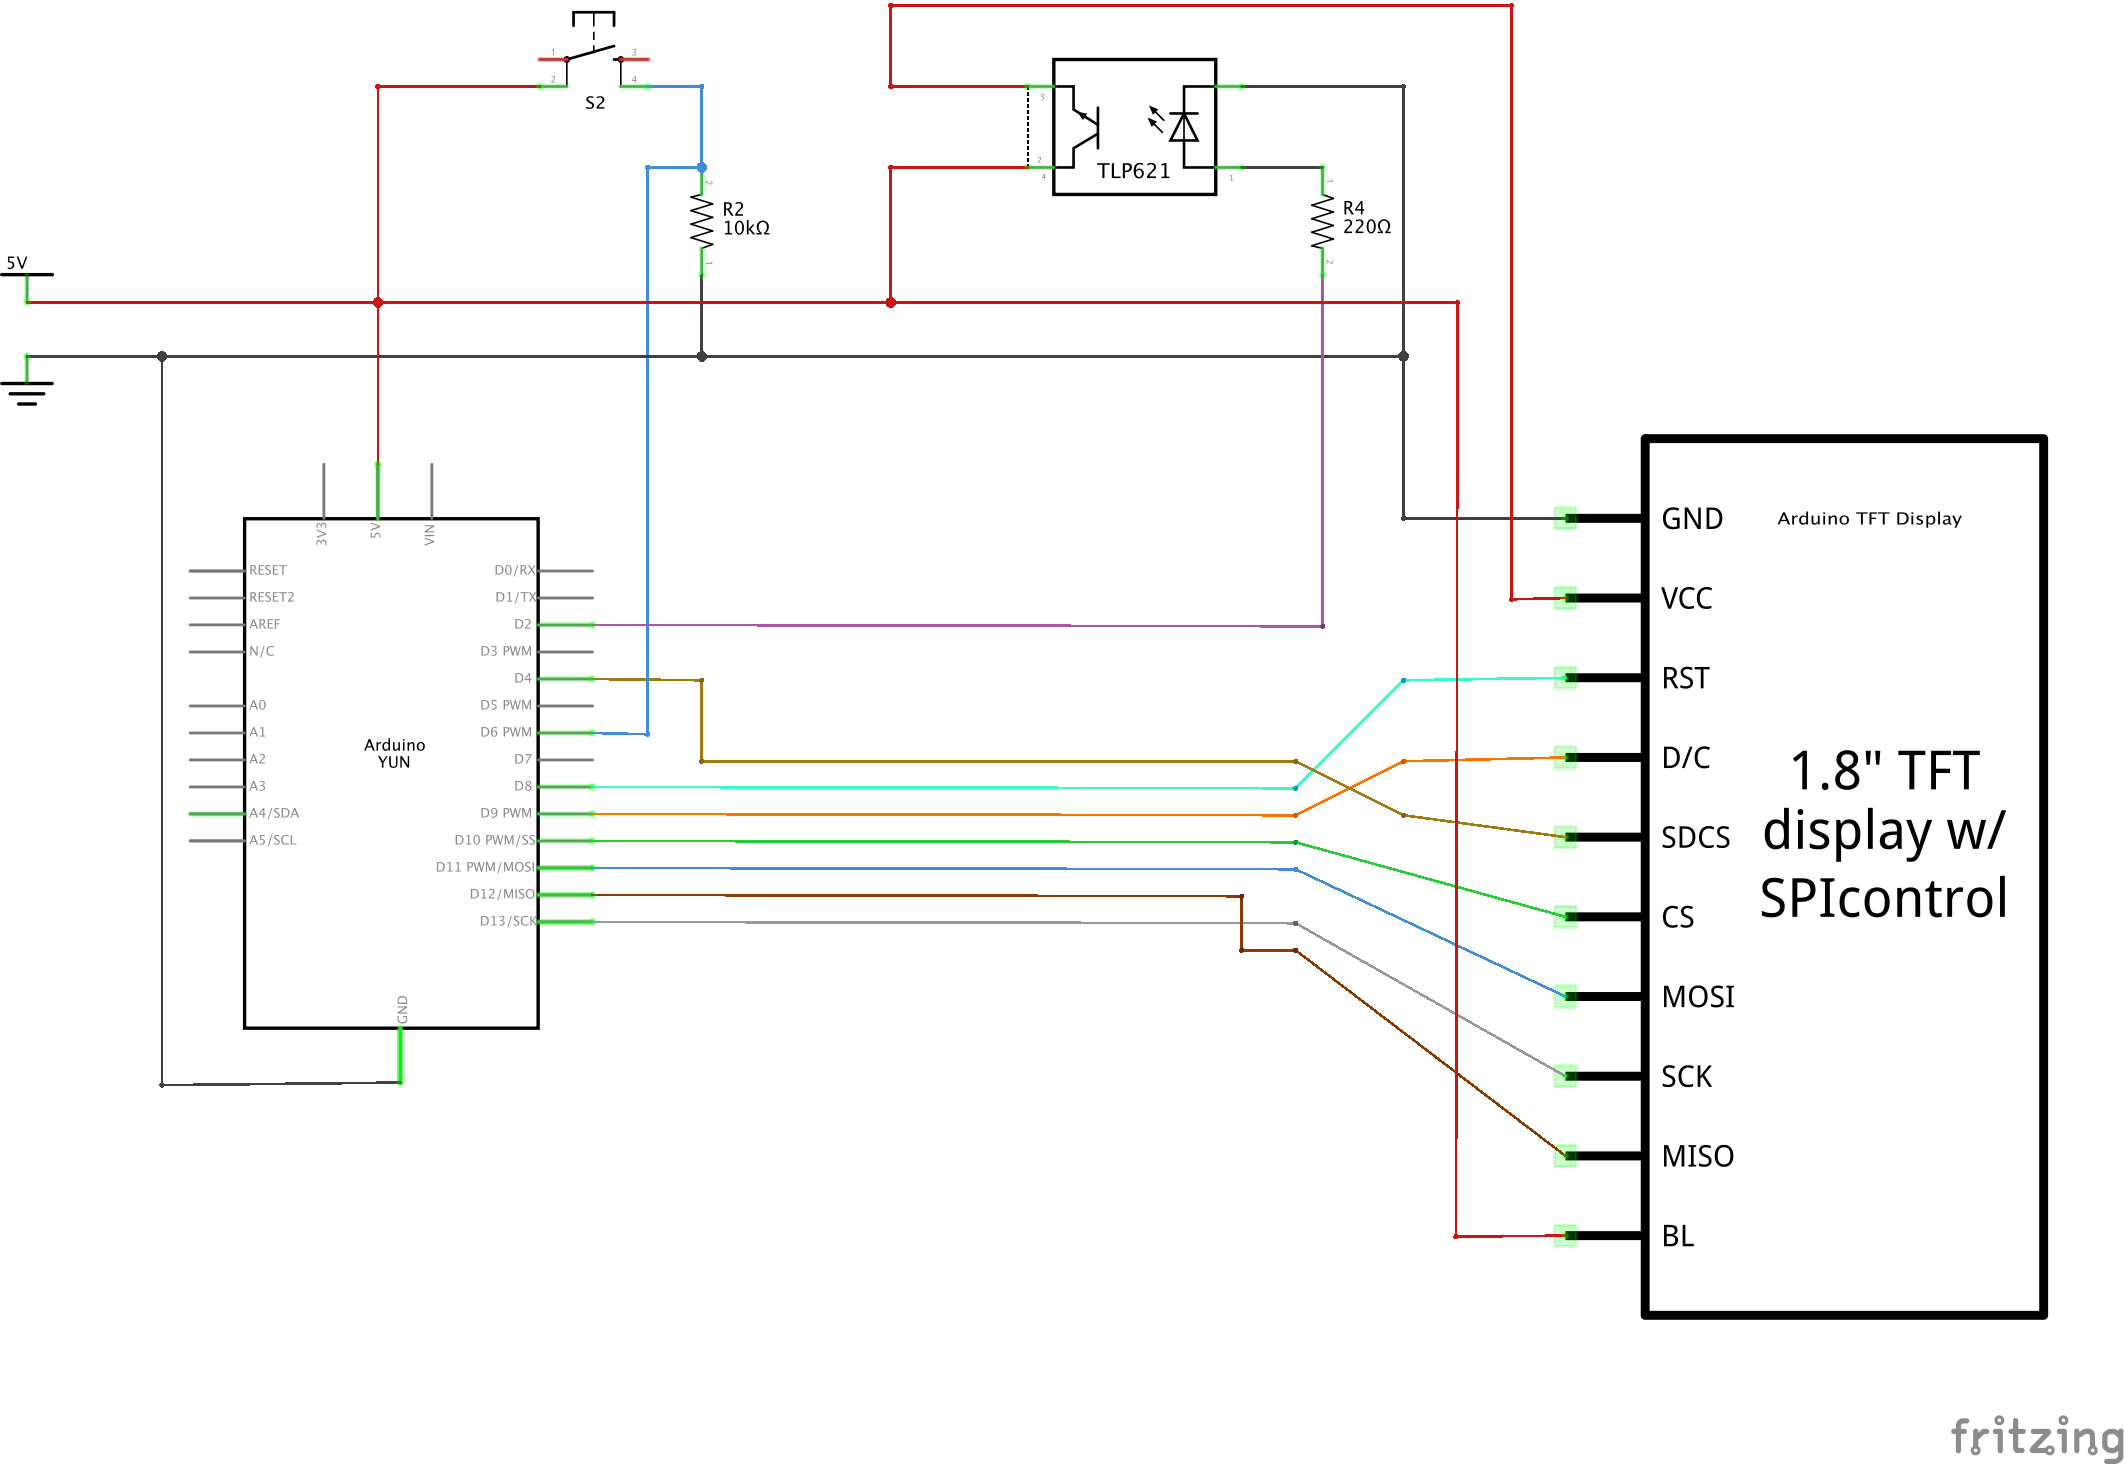 1
3
2
4
S2
3
2
4
1
TLP621
2
R2
10kΩ
1
1
R4
220Ω
2
5V
3V3
5V
VIN
RESET
RESET2
AREF
N/C
A0
A1
A2
A3
A4/SDA
A5/SCL
Arduino
YUN
D0/RX
D1/TX
D2
D3 PWM
D4
D5 PWM
D6 PWM
D7
D8
D9 PWM
D10 PWM/SS
D11 PWM/MOSI
D12/MISO
D13/SCK
GND
GND
VCC
RST
D/C
SDCS
CS
MOSI
SCK
MISO
BL
Arduino TFT Display
1.8" TFT
display w/
SPIcontrol
fritzing